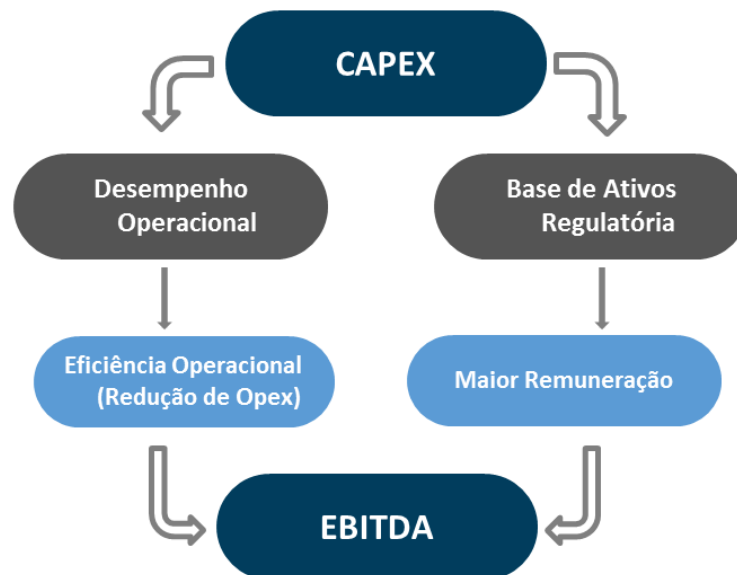 CAPEX
Desempenho
Operacional
Base de Ativos
Regulatória
Eficiência Operacional
(Redução de Opex)
Maior Remuneração
EBITDA